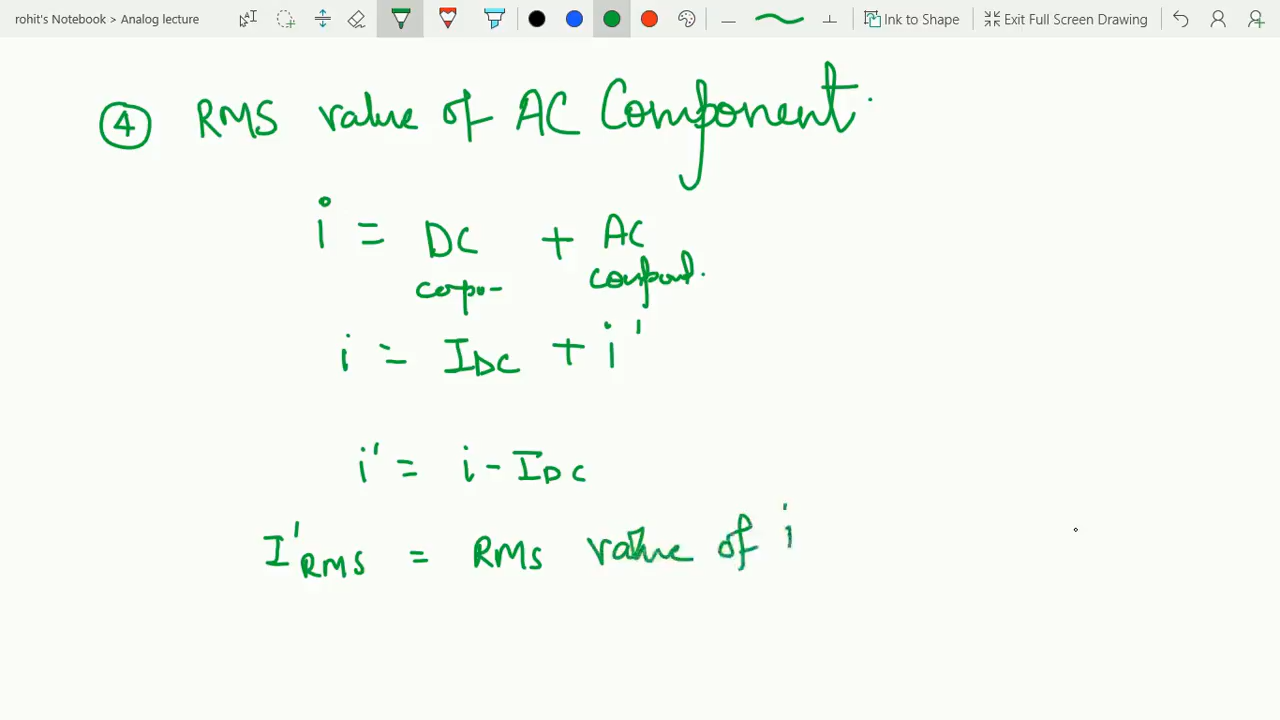 rohit's Notebook > Analog lecture
Ink to Shape
Exit Full Screen Drawing
4 RMS value of AC Component.
i = DC + AC
compo- component.
i = IDC + i'
i' = i - IDC
I'RMS = RMS value of i